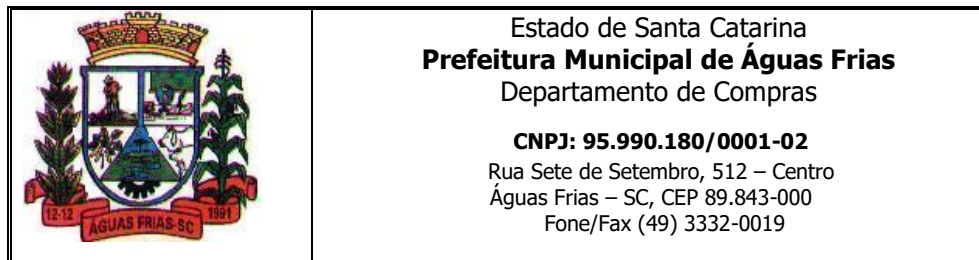 12-12
ÁGUAS FRIAS-SC
1991
Estado de Santa Catarina
Prefeitura Municipal de Águas Frias
Departamento de Compras
CNPJ: 95.990.180/0001-02
Rua Sete de Setembro, 512 – Centro
Águas Frias – SC, CEP 89.843-000
Fone/Fax (49) 3332-0019